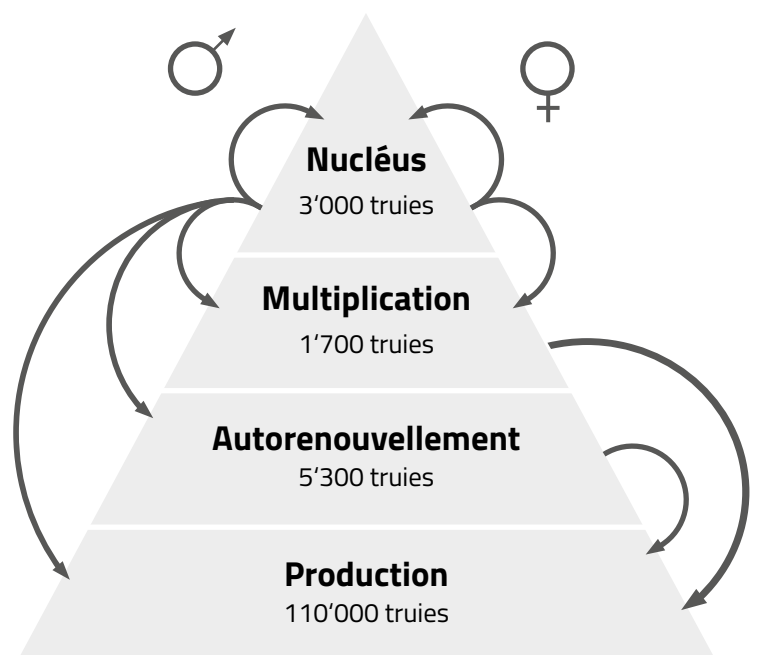 Nucléus
3‘000 truies
Multiplication
1‘700 truies
Autorenouvellement
5‘300 truies
Production
110‘000 truies